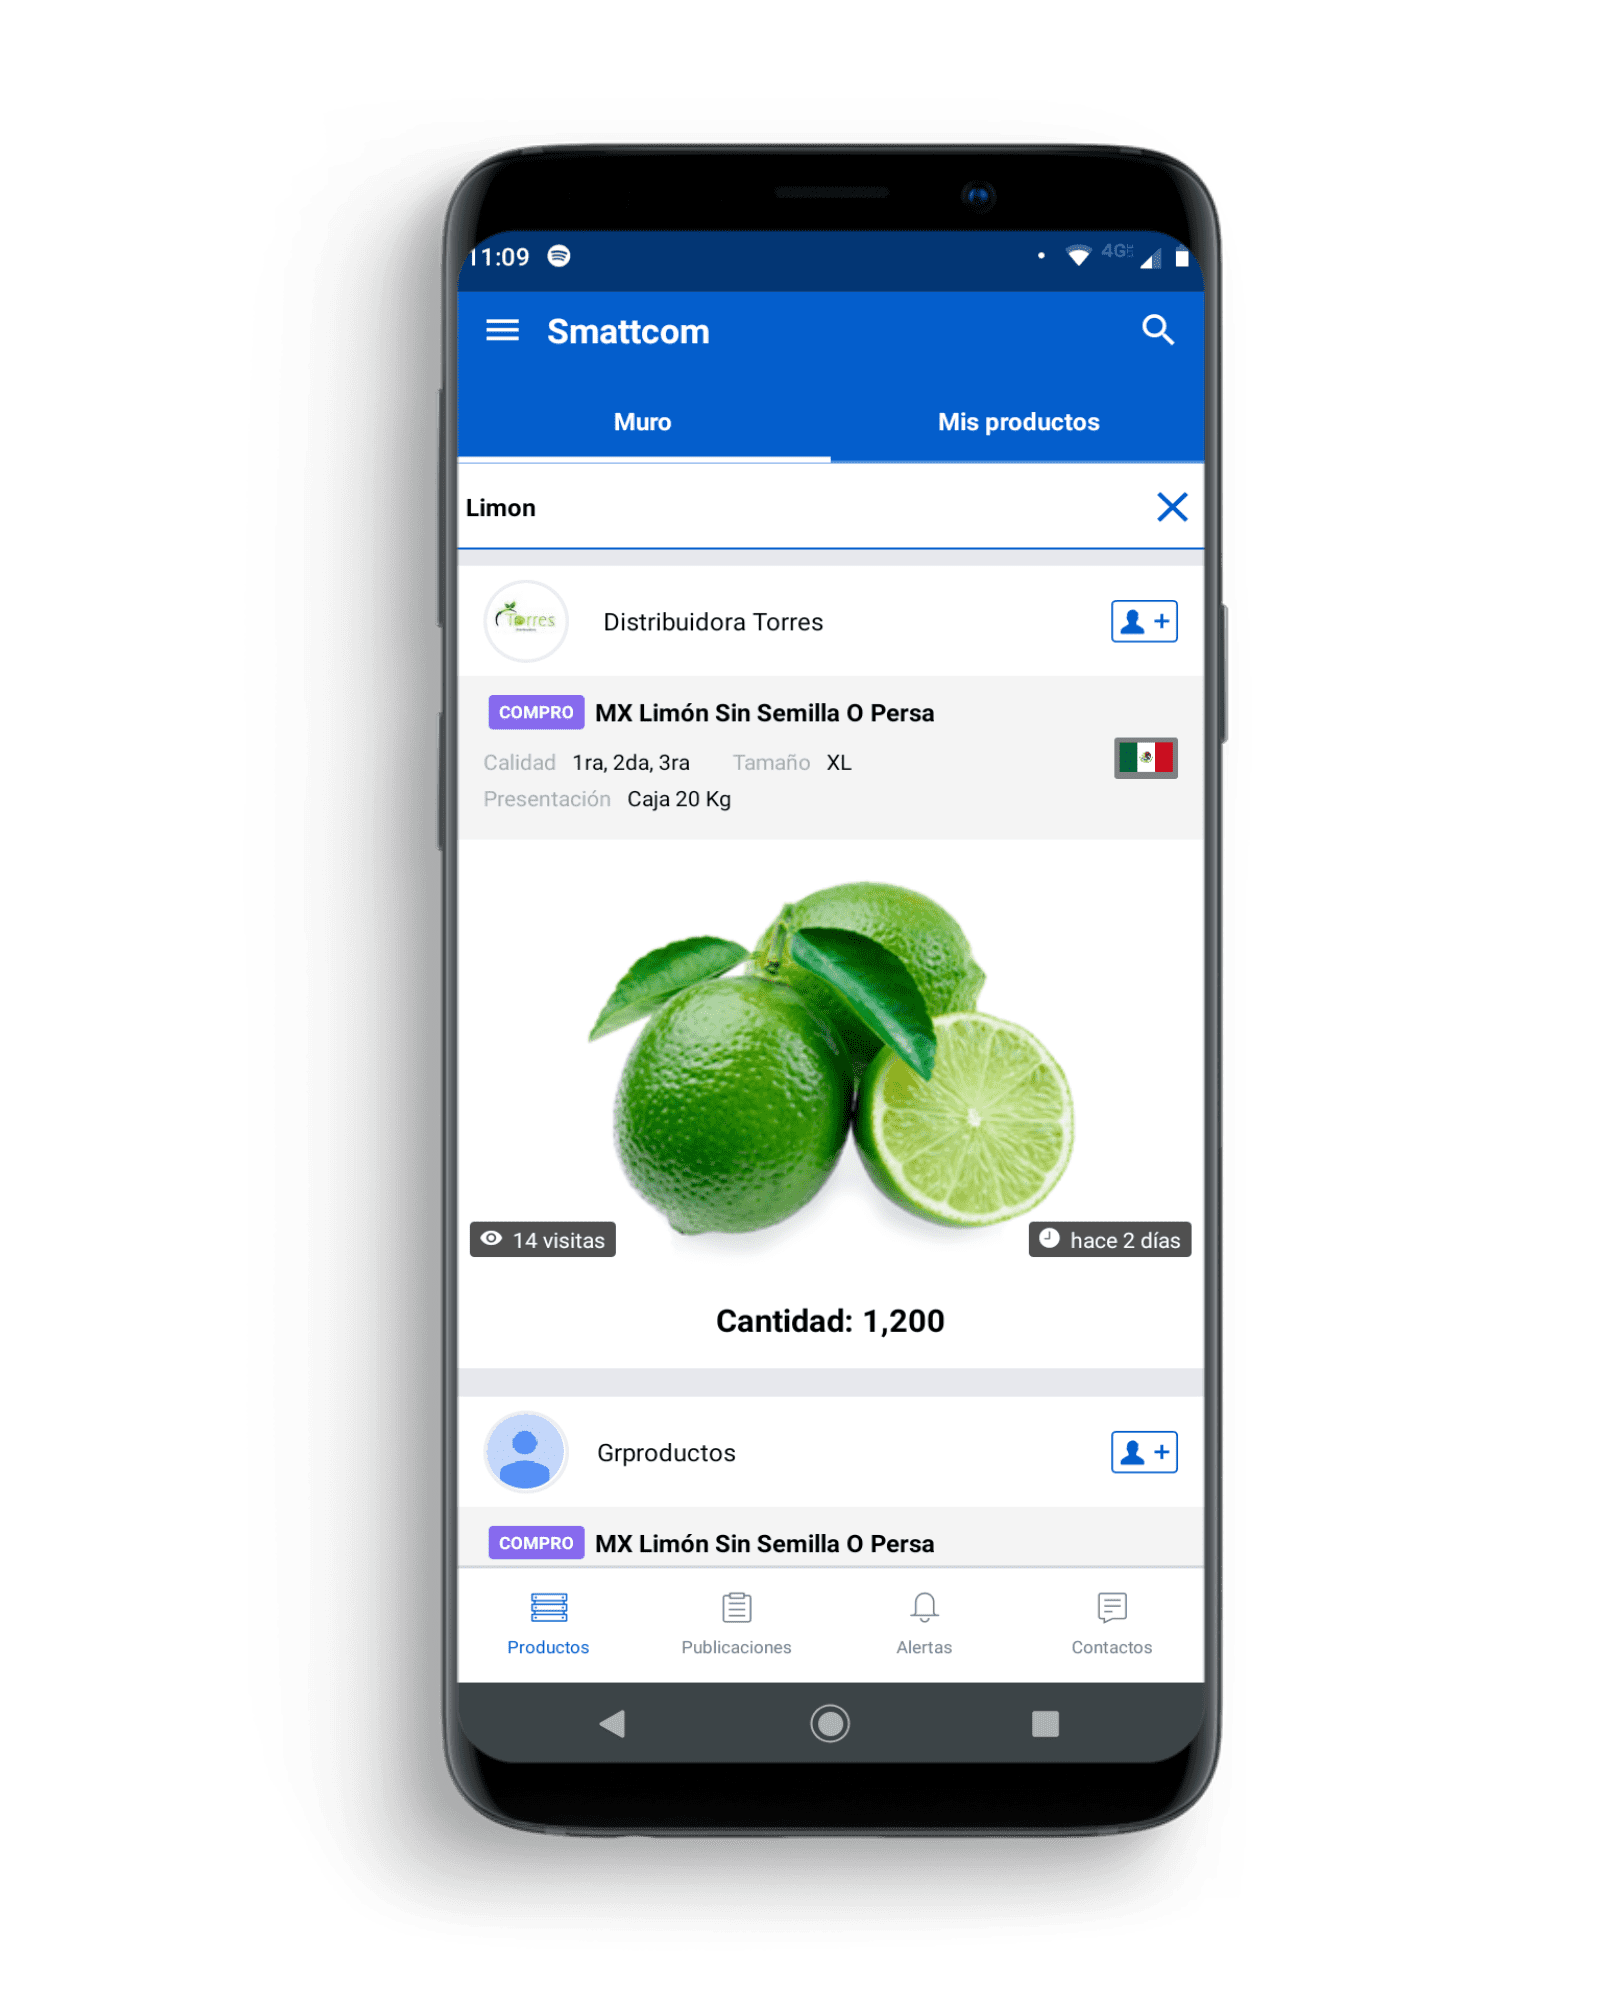 11:09 4G
Smattcom
Muro Mis productos
Limon
Torres
Distribuidora Torres
COMPRO MX Limón Sin Semilla O Persa
Calidad 1ra, 2da, 3ra Tamaño XL
Presentación Caja 20 Kg
14 visitas hace 2 días
Cantidad: 1,200
Grproductos
COMPRO MX Limón Sin Semilla O Persa
Productos Publicaciones Alertas Contactos